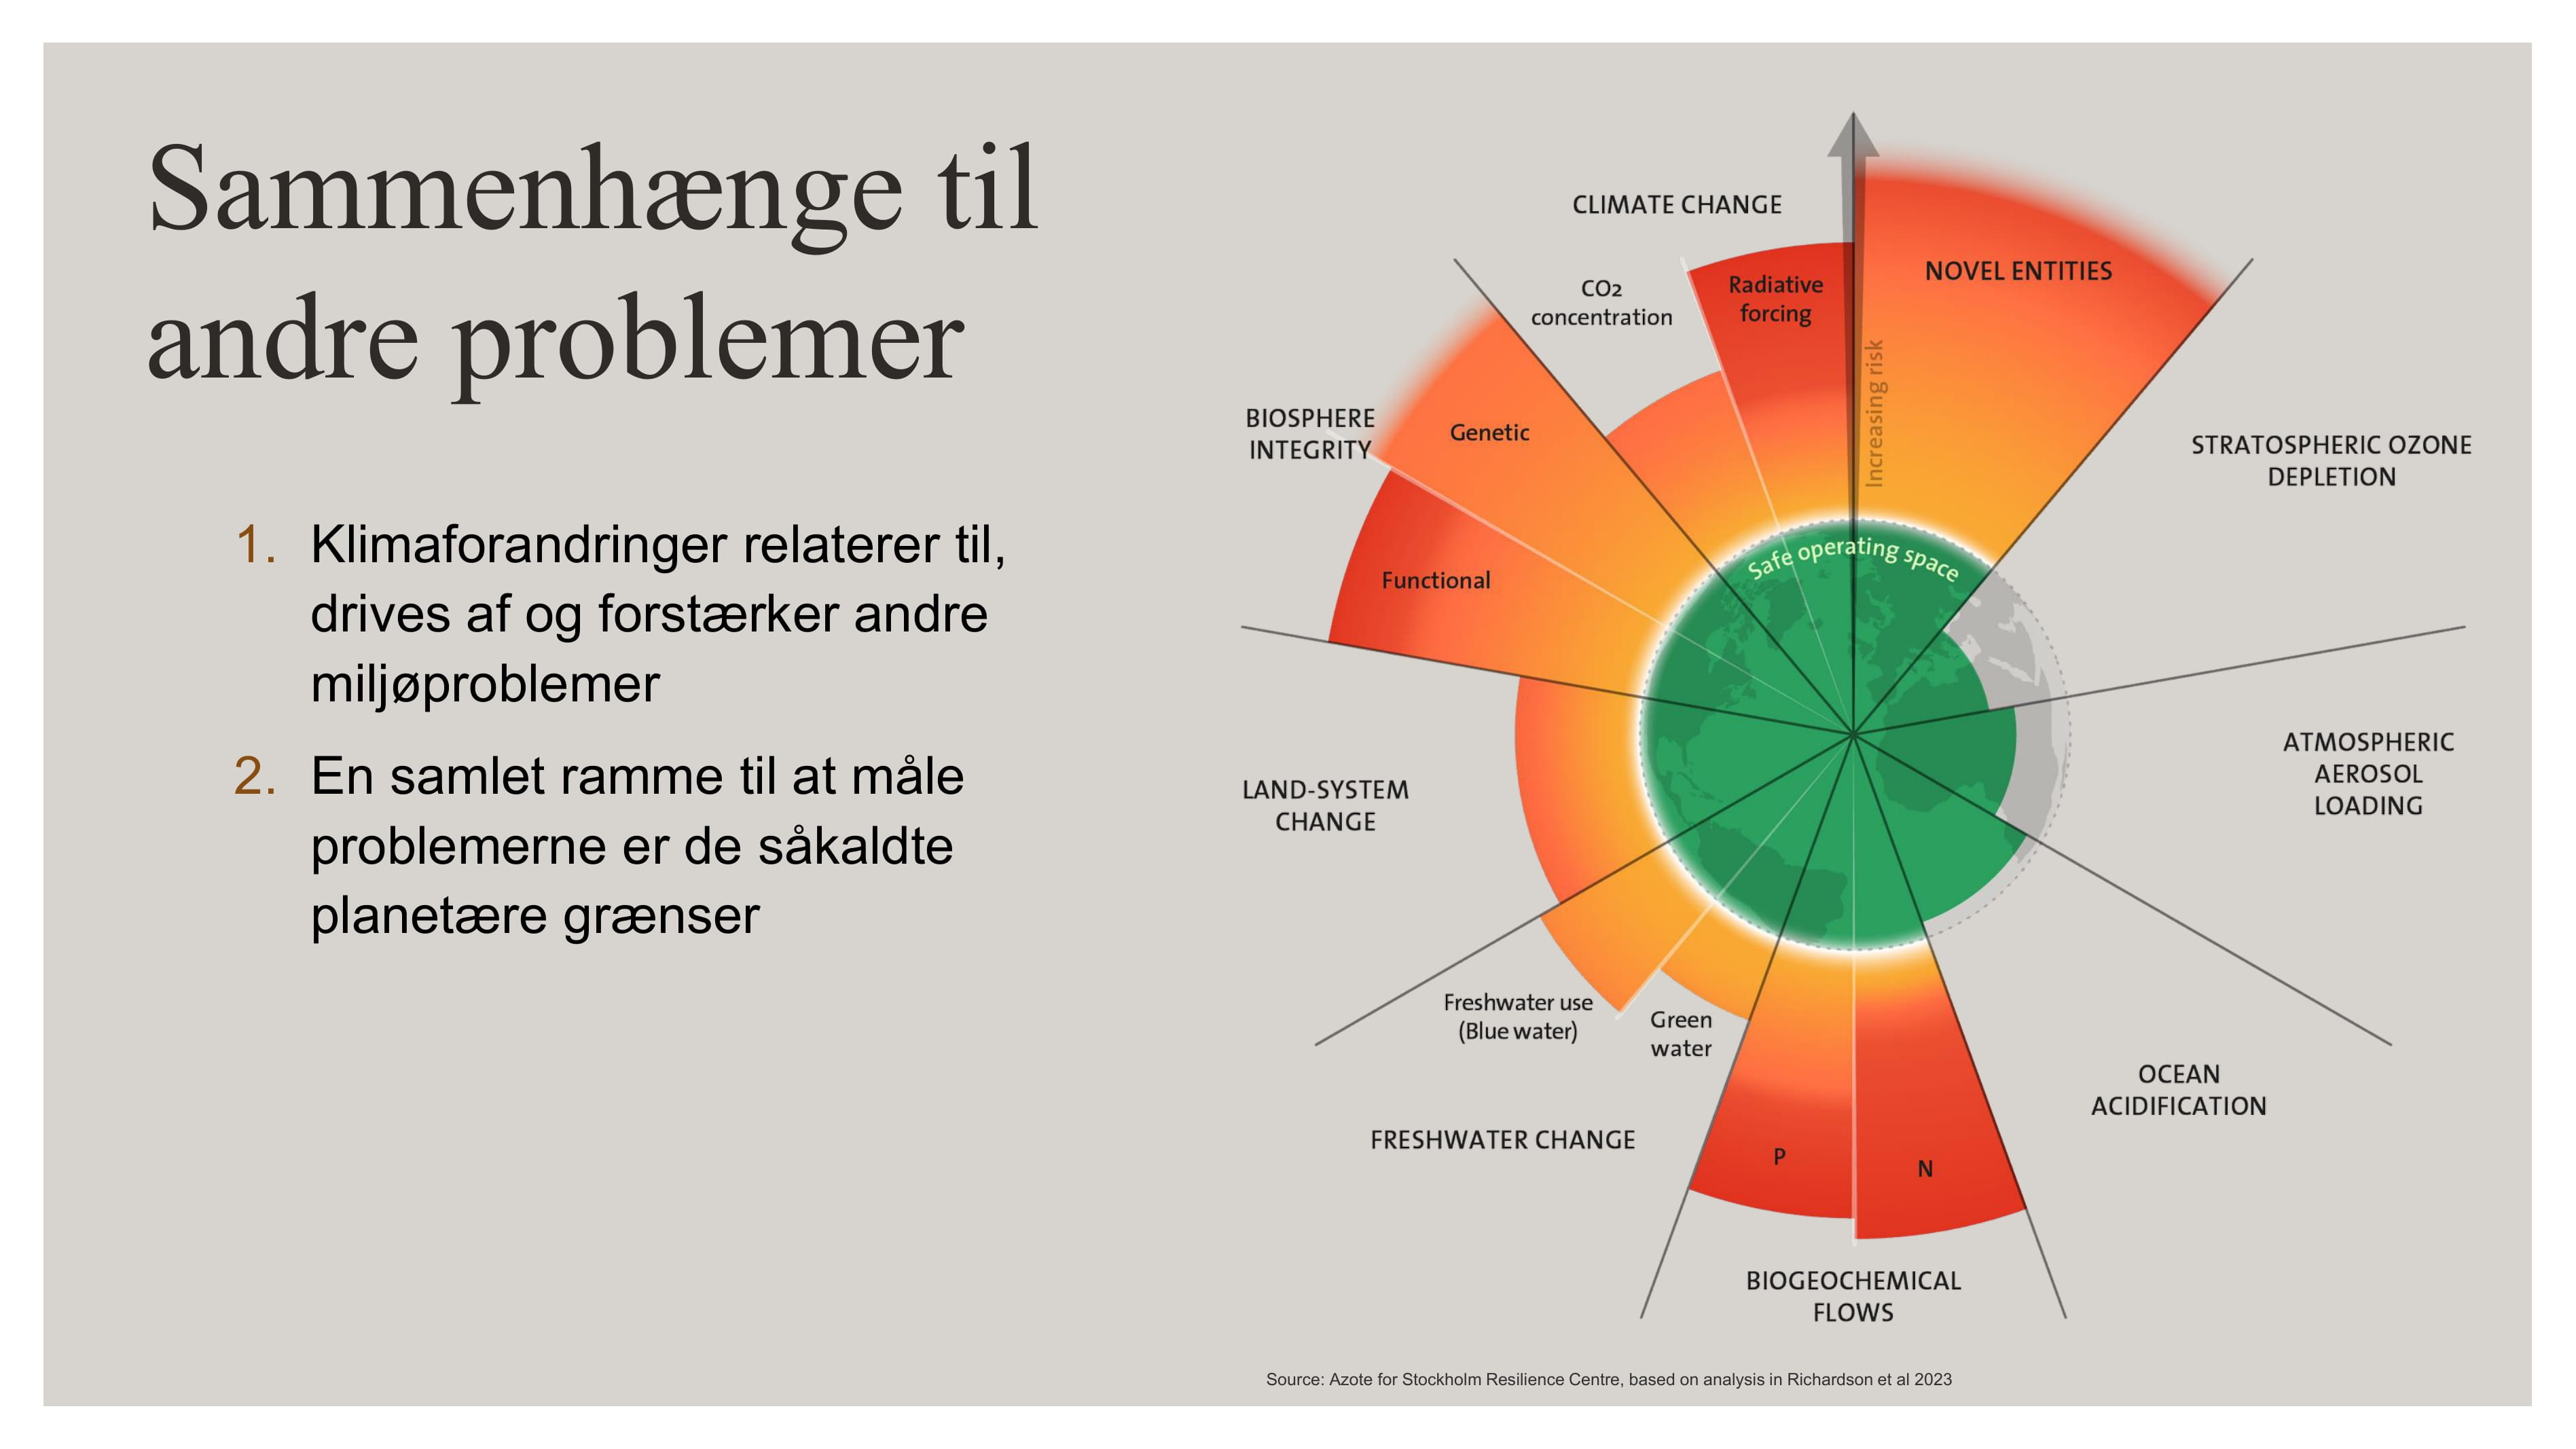 Sammenhænge til
andre problemer
1. Klimaforandringer relaterer til,
drives af og forstærker andre
miljøproblemer
2. En samlet ramme til at måle
problemerne er de såkaldte
planetære grænser
CLIMATE CHANGE
CO2
concentration
Radiative
forcing
Increasing risk
NOVEL ENTITIES
STRATOSPHERIC OZONE
DEPLETION
ATMOSPHERIC
AEROSOL
LOADING
OCEAN
ACIDIFICATION
BIOGEOCHEMICAL
FLOWS
P
N
FRESHWATER CHANGE
Freshwater use
(Blue water)
Green
water
LAND-SYSTEM
CHANGE
BIOSPHERE
INTEGRITY
Genetic
Functional
Safe operating space
Source: Azote for Stockholm Resilience Centre, based on analysis in Richardson et al 2023